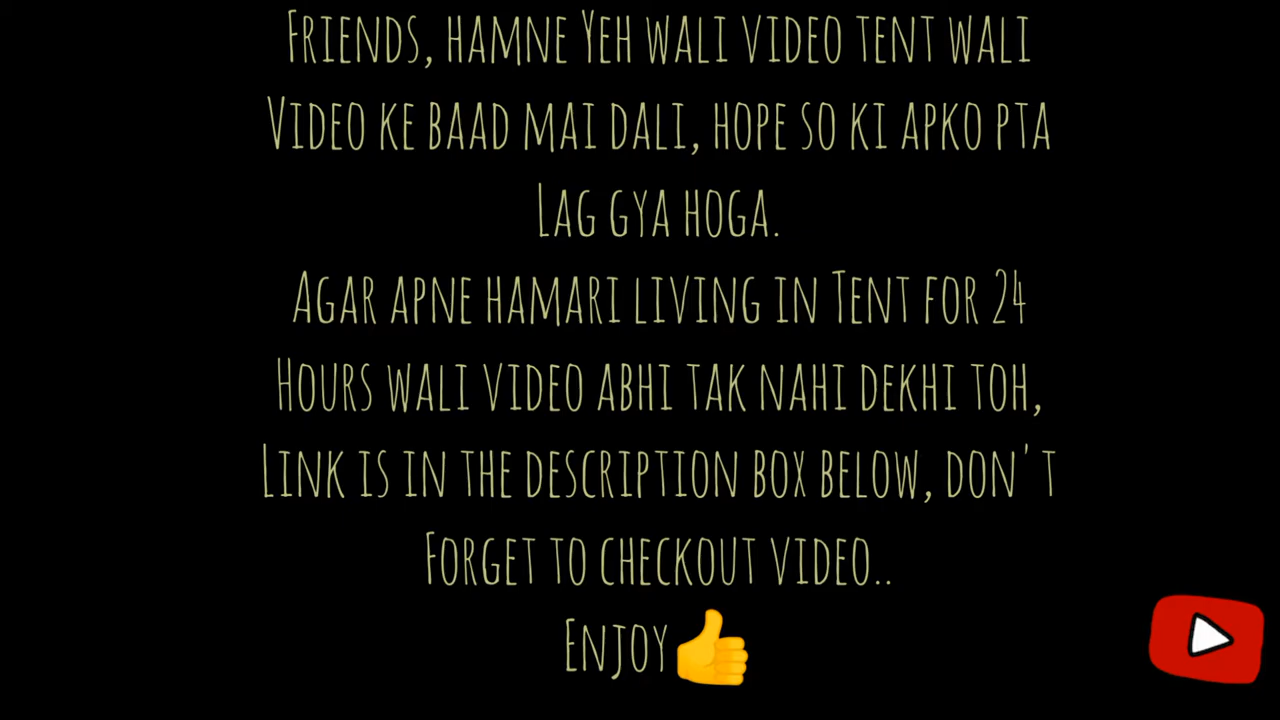 Friends, hamne Yeh wali video tent wali
Video ke baad mai dali, hope so ki apko pta
Lag gya hoga.
Agar apne hamari living in Tent for 24
Hours wali video abhi tak nahi dekhi toh,
Link is in the description box below, don't
Forget to checkout video..
Enjoy👍